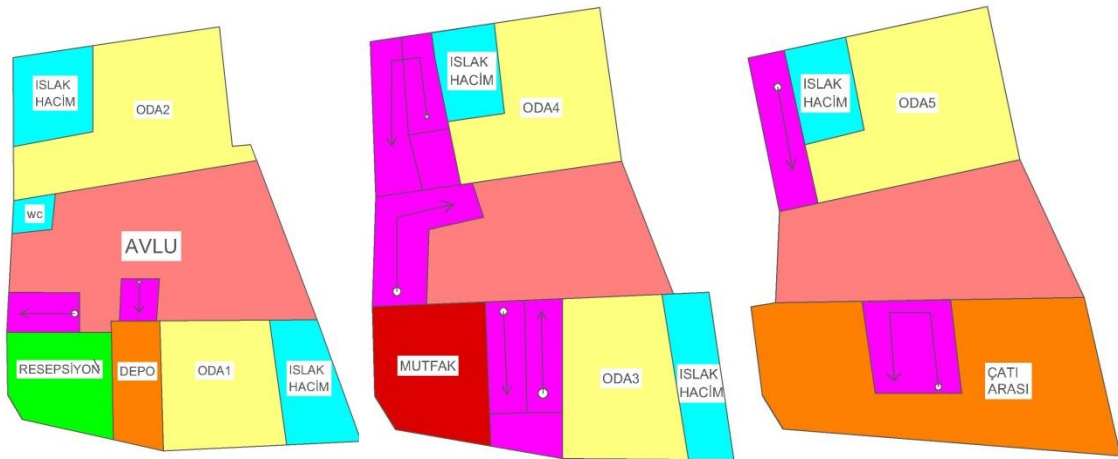 ISLAK
HACİM
ODA2
WC
AVLU
RESEPSİYON
DEPO
ODA1
ISLAK
HACİM
ISLAK
HACİM
ODA4
MUTFAK
ODA3
ISLAK
HACİM
ISLAK
HACİM
ODA5
ÇATI
ARASI